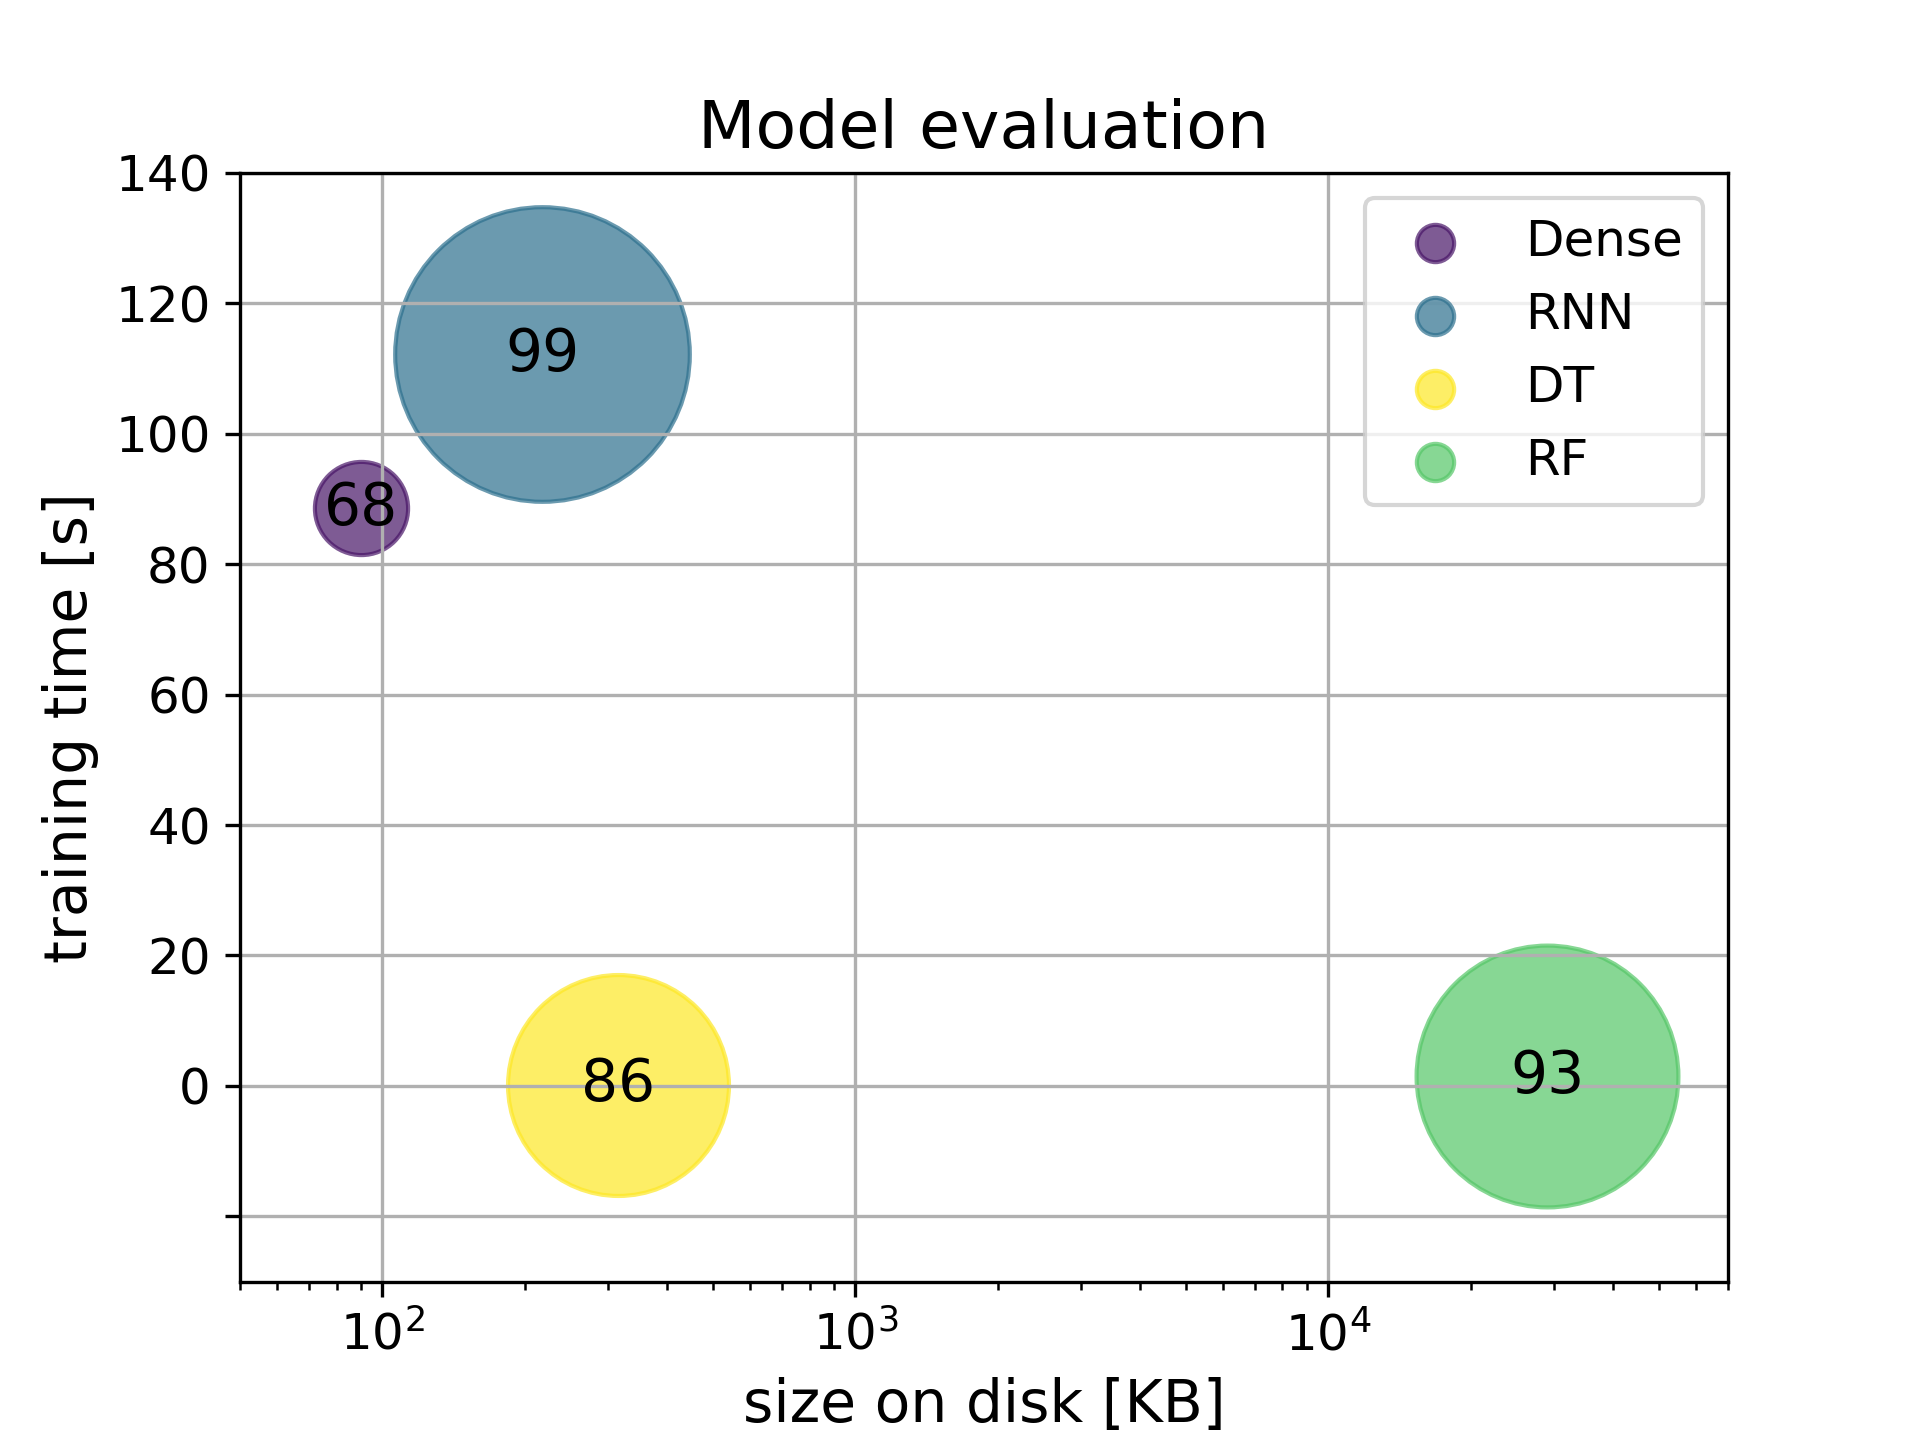 Model evaluation
140
120
100
80
60
40
20
0
training time [s]
99
68
86
93
Dense
RNN
DT
RF
10²
10³
10⁴
size on disk [KB]